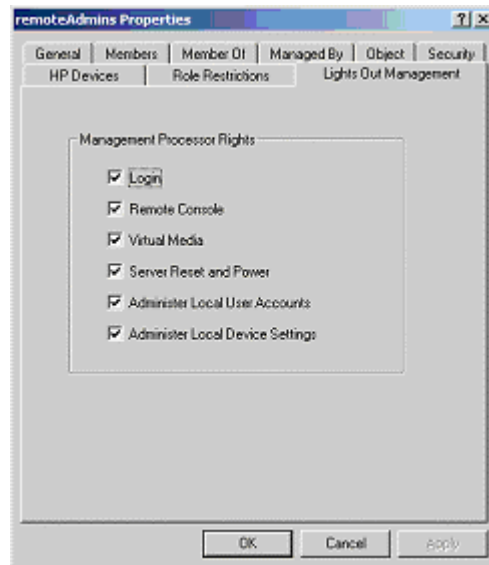 remoteAdmins Properties
General Members Member Of Managed By Object Security
HP Devices Role Restrictions Lights Out Management
Management Processor Rights
Login
Remote Console
Virtual Media
Server Reset and Power
Administer Local User Accounts
Administer Local Device Settings
OK Cancel Apply